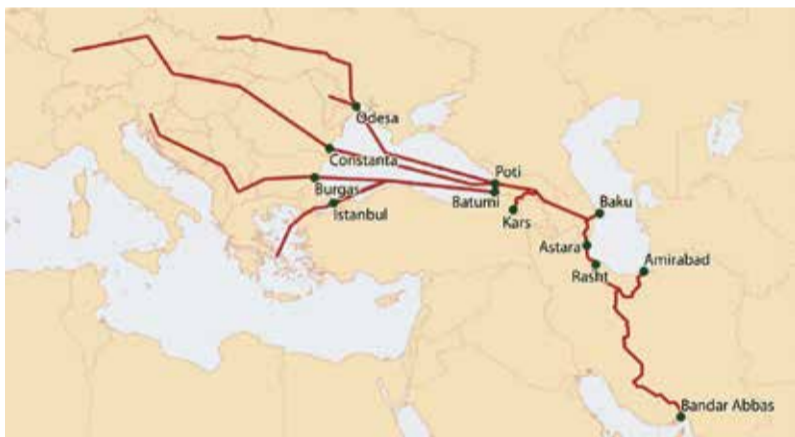 Odesa
Constanta
Poti
Burgas
Batumi
Baku
Istanbul
Kars
Astara
Amirabad
Rasht
Bandar Abbas